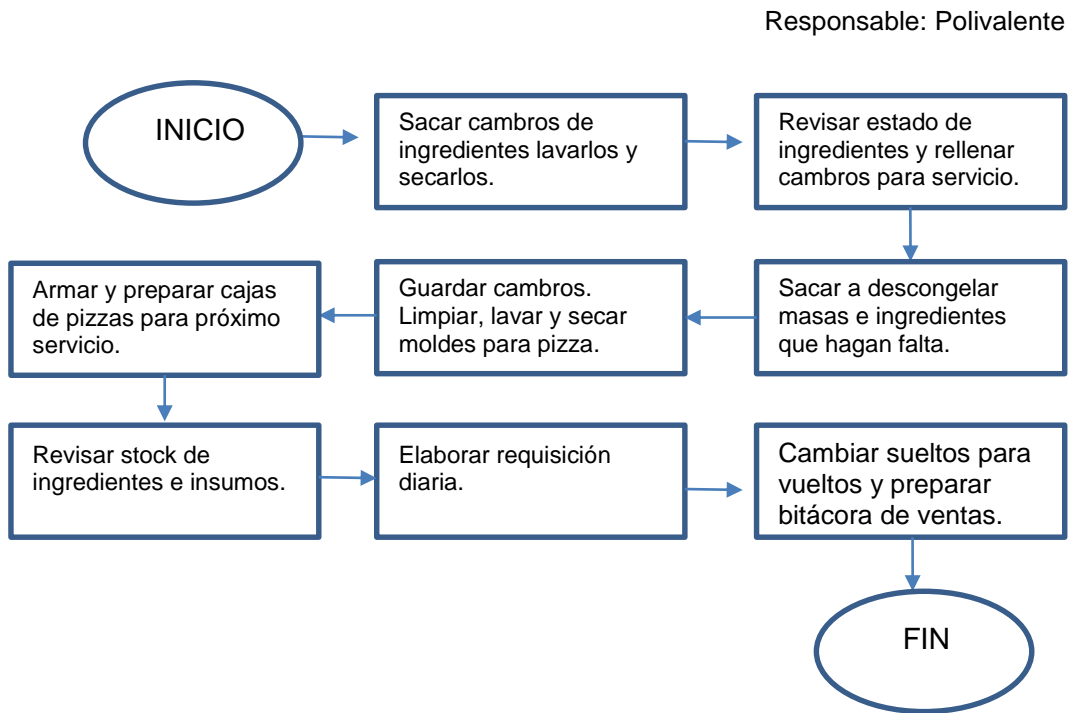 Responsable: Polivalente
INICIO
Sacar cambros de
ingredientes lavarlos y
secarlos.
Revisar estado de
ingredientes y rellenar
cambros para servicio.
Sacar a descongelar
masas e ingredientes
que hagan falta.
Guardar cambros.
Limpiar, lavar y secar
moldes para pizza.
Armar y preparar cajas
de pizzas para próximo
servicio.
Revisar stock de
ingredientes e insumos.
Elaborar requisición
diaria.
Cambiar sueltos para
vueltos y preparar
bitácora de ventas.
FIN